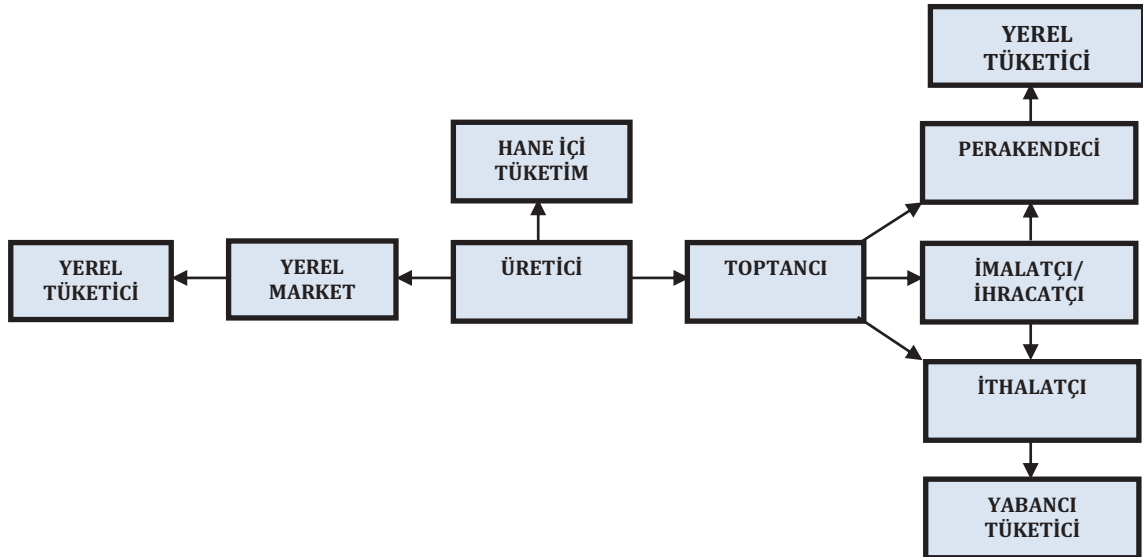 YEREL
TÜKETİCİ
PERAKENDECİ
HANE İÇİ
TÜKETİM
YEREL
TÜKETİCİ
YEREL
MARKET
ÜRETİCİ
TOPTANCI
İMALATÇI/
İHRACATÇI
İTHALATÇI
YABANCI
TÜKETİCİ